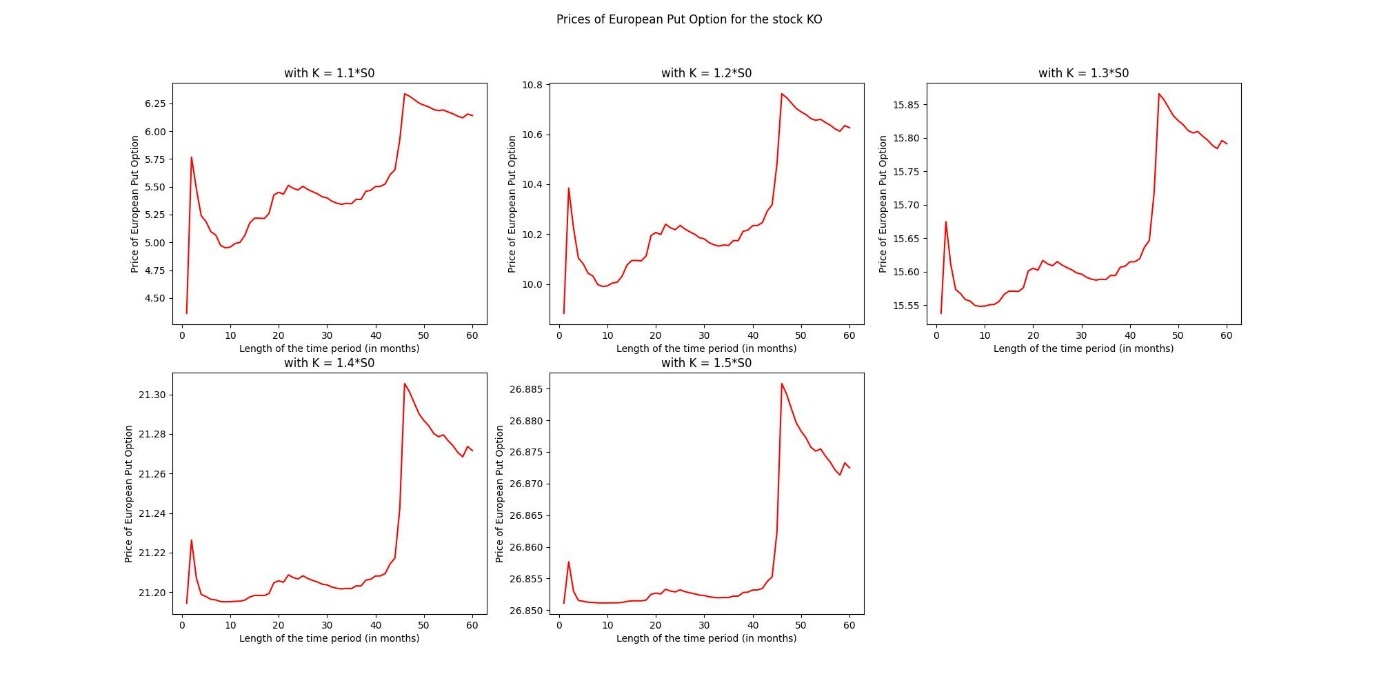 Prices of European Put Option for the stock KO
with K = 1.1*S0
Price of European Put Option
6.25
6.00
5.75
5.50
5.25
5.00
4.75
4.50
0 10 20 30 40 50 60
Length of the time period (in months)
with K = 1.2*S0
Price of European Put Option
10.8
10.6
10.4
10.2
10.0
0 10 20 30 40 50 60
Length of the time period (in months)
with K = 1.3*S0
Price of European Put Option
15.85
15.80
15.75
15.70
15.65
15.60
15.55
0 10 20 30 40 50 60
Length of the time period (in months)
with K = 1.4*S0
Price of European Put Option
21.30
21.28
21.26
21.24
21.22
21.20
0 10 20 30 40 50 60
Length of the time period (in months)
with K = 1.5*S0
Price of European Put Option
26.885
26.880
26.875
26.870
26.865
26.860
26.855
26.850
0 10 20 30 40 50 60
Length of the time period (in months)